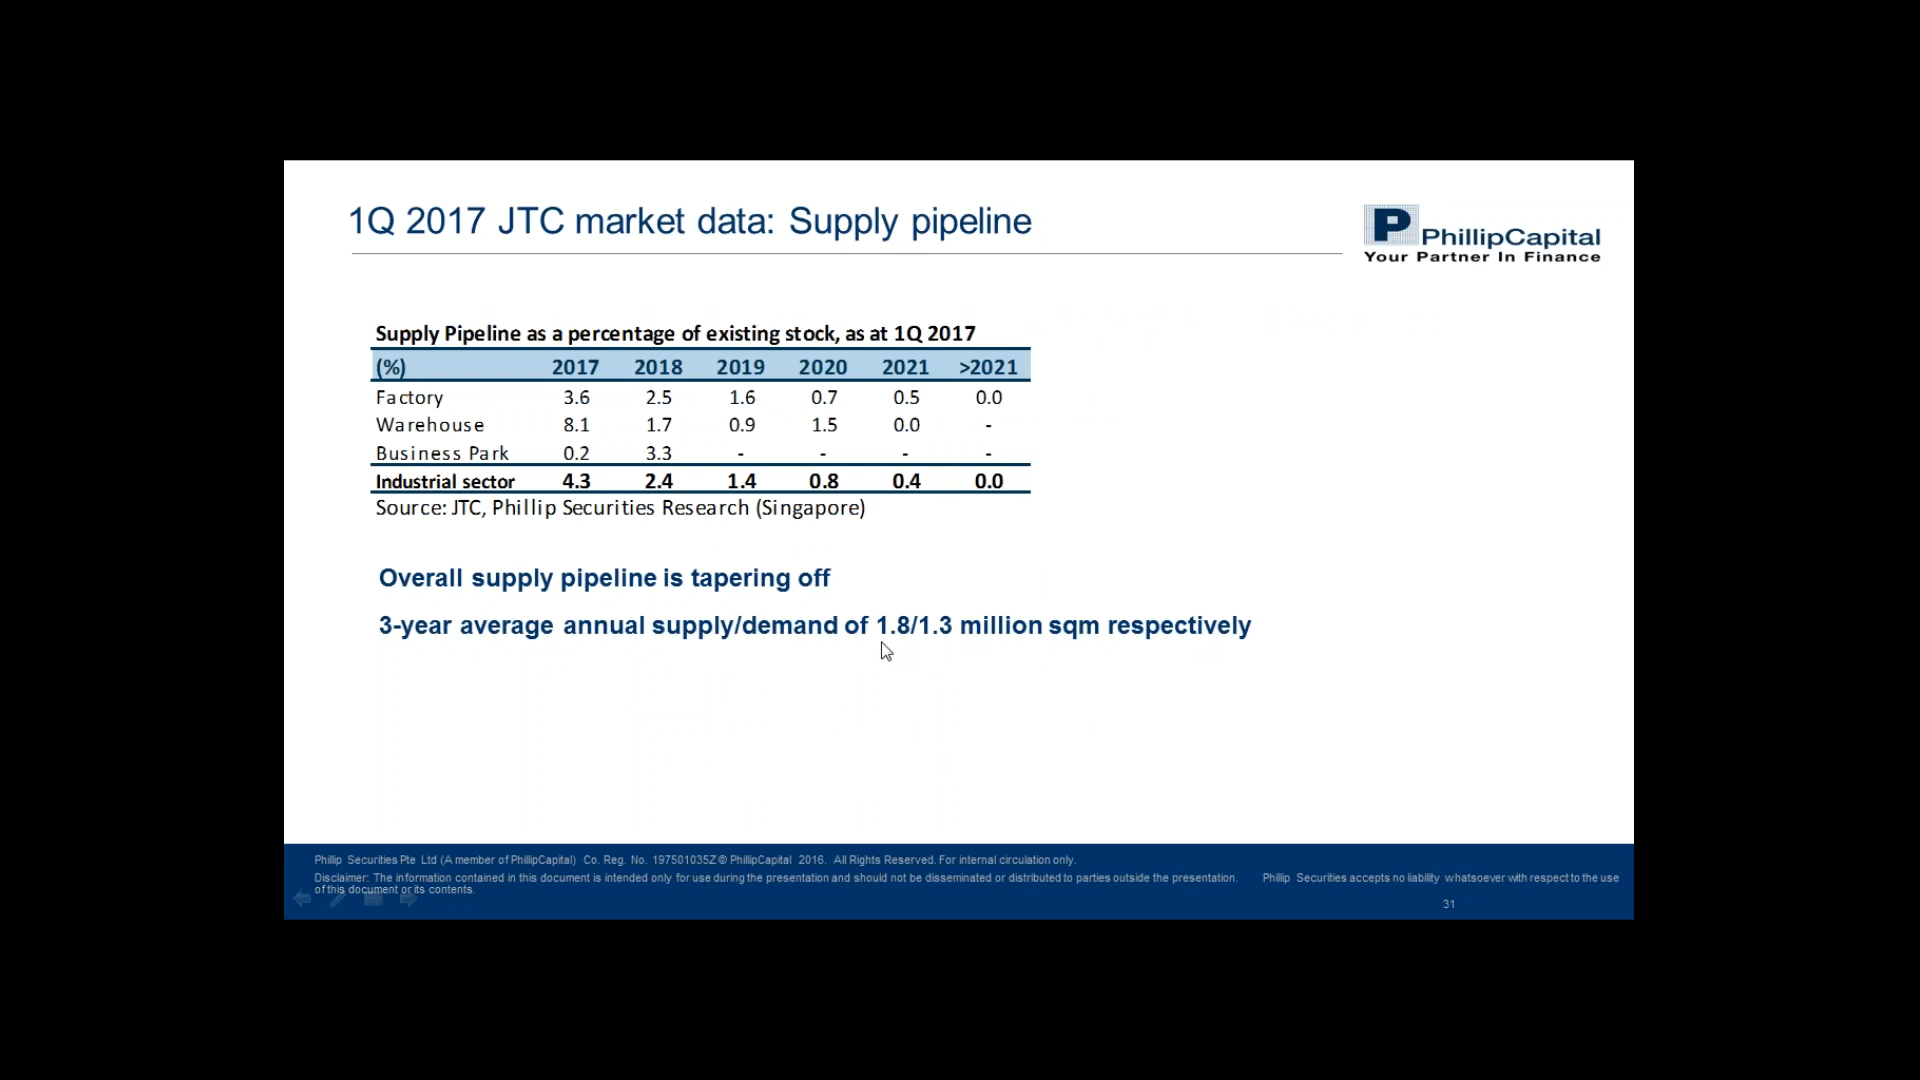 1Q 2017 JTC market data: Supply pipeline
P PhillipCapital
Your Partner In Finance
Supply Pipeline as a percentage of existing stock, as at 1Q 2017
(%) 2017 2018 2019 2020 2021 >2021
Factory 3.6 2.5 1.6 0.7 0.5 0.0
Warehouse 8.1 1.7 0.9 1.5 0.0 -
Business Park 0.2 3.3 - - - -
Industrial sector 4.3 2.4 1.4 0.8 0.4 0.0
Source: JTC, Phillip Securities Research (Singapore)
Overall supply pipeline is tapering off
3-year average annual supply/demand of 1.8/1.3 million sqm respectively
Phillip Securities Pte Ltd (A member of PhillipCapital) Co. Reg. No. 197501035Z © PhillipCapital 2016. All Rights Reserved. For internal circulation only.
Disclaimer: The information contained in this document is intended only for use during the presentation and should not be disseminated or distributed to parties outside the presentation. Phillip Securities accepts no liability whatsoever with respect to the use
of this document or its contents.
31